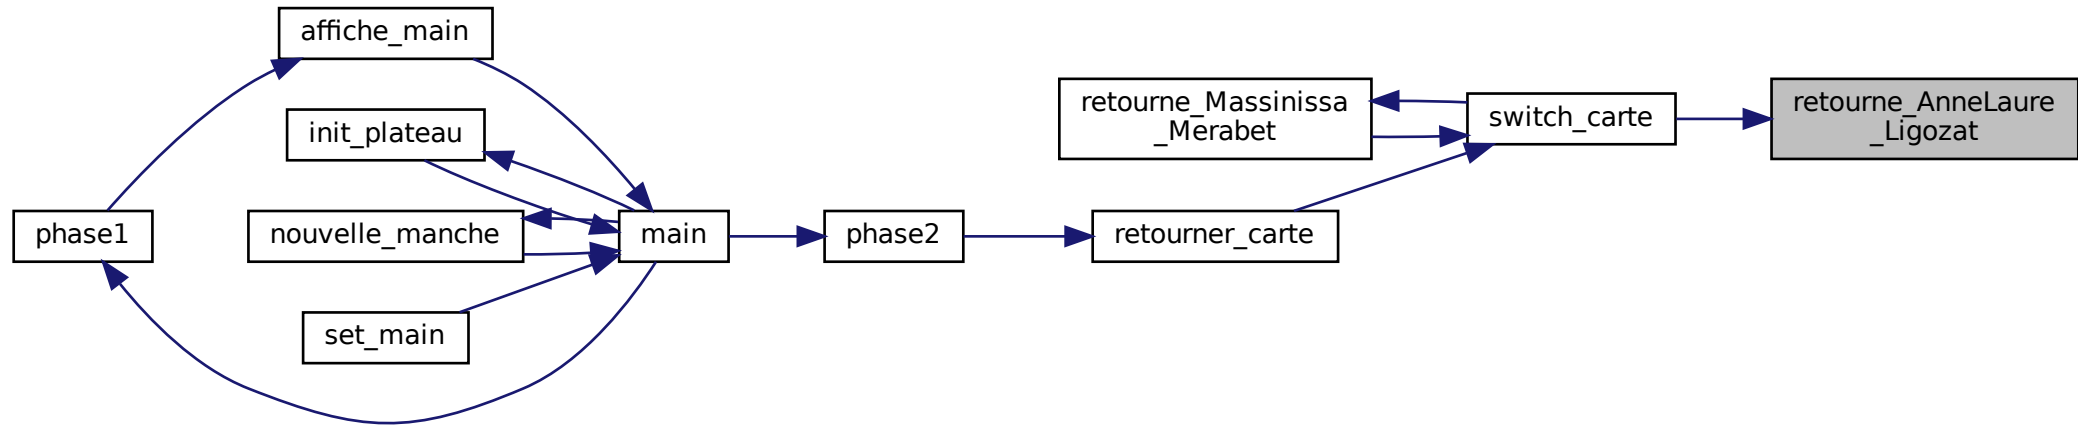 affiche_main
init_plateau
phase1
nouvelle_manche
set_main
main
phase2
retourne_Massinissa
_Merabet
retourner_carte
switch_carte
retourne_AnneLaure
_Ligozat